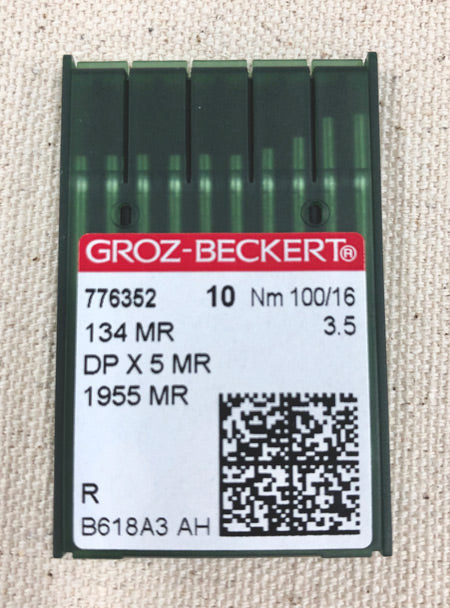 GROZ-BECKERT®
776352 10 Nm 100/16
134 MR 3.5
DP X 5 MR
1955 MR
R
B618A3 AH